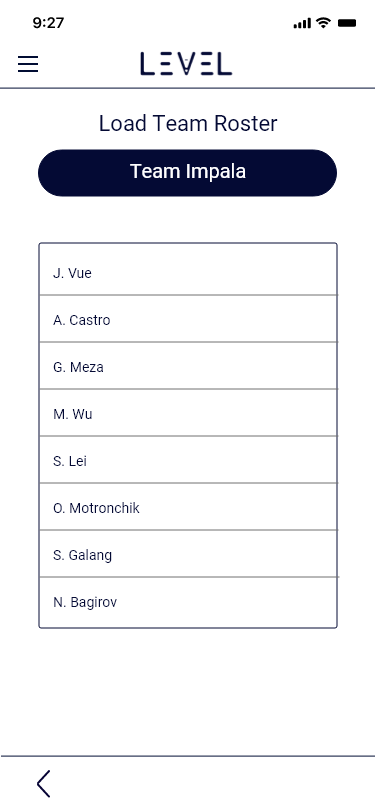 9:27
LEVEL
Load Team Roster
Team Impala
J. Vue
A. Castro
G. Meza
M. Wu
S. Lei
O. Motronchik
S. Galang
N. Bagirov